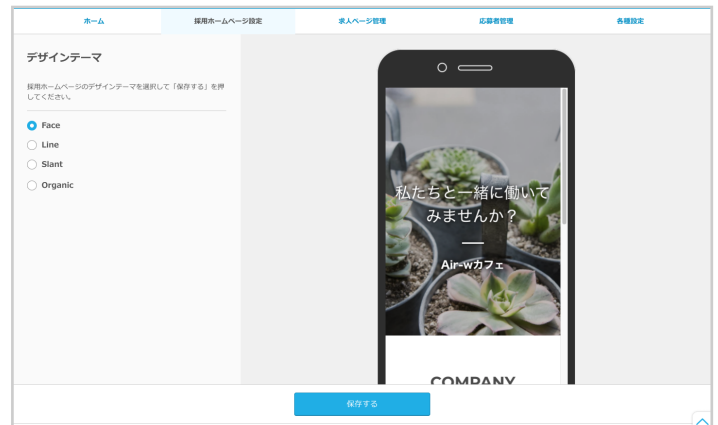 ホーム
採用ホームページ設定
求人ページ管理
応募者管理
各種設定
デザインテーマ
採用ホームページのデザインテーマを選択して「保存する」を押
してください。
Face
Line
Slant
Organic
私たちと一緒に働いて
みませんか？
Air-wカフェ
COMPANY
保存する